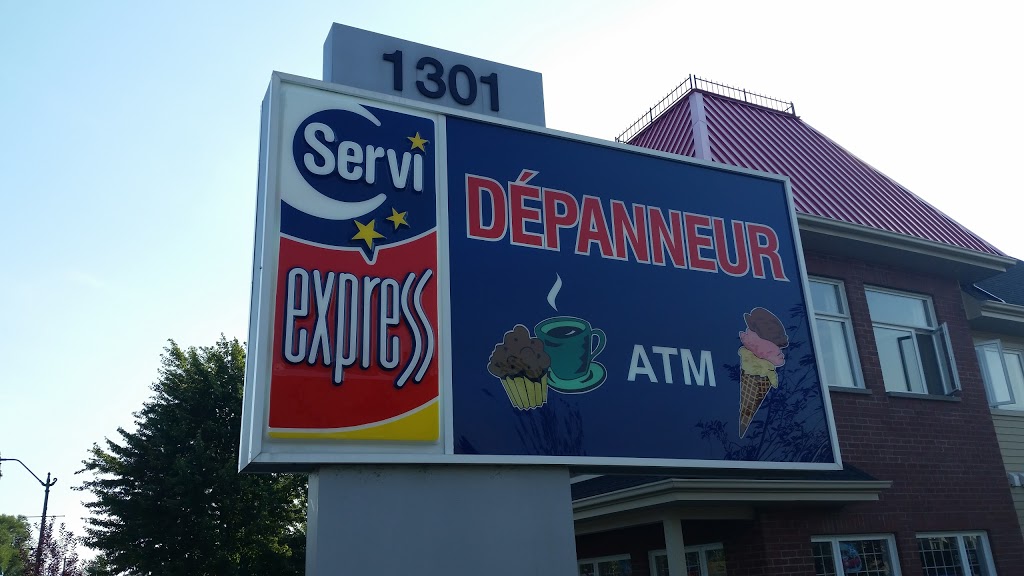 1301
Servi
express
DÉPANNEUR
ATM